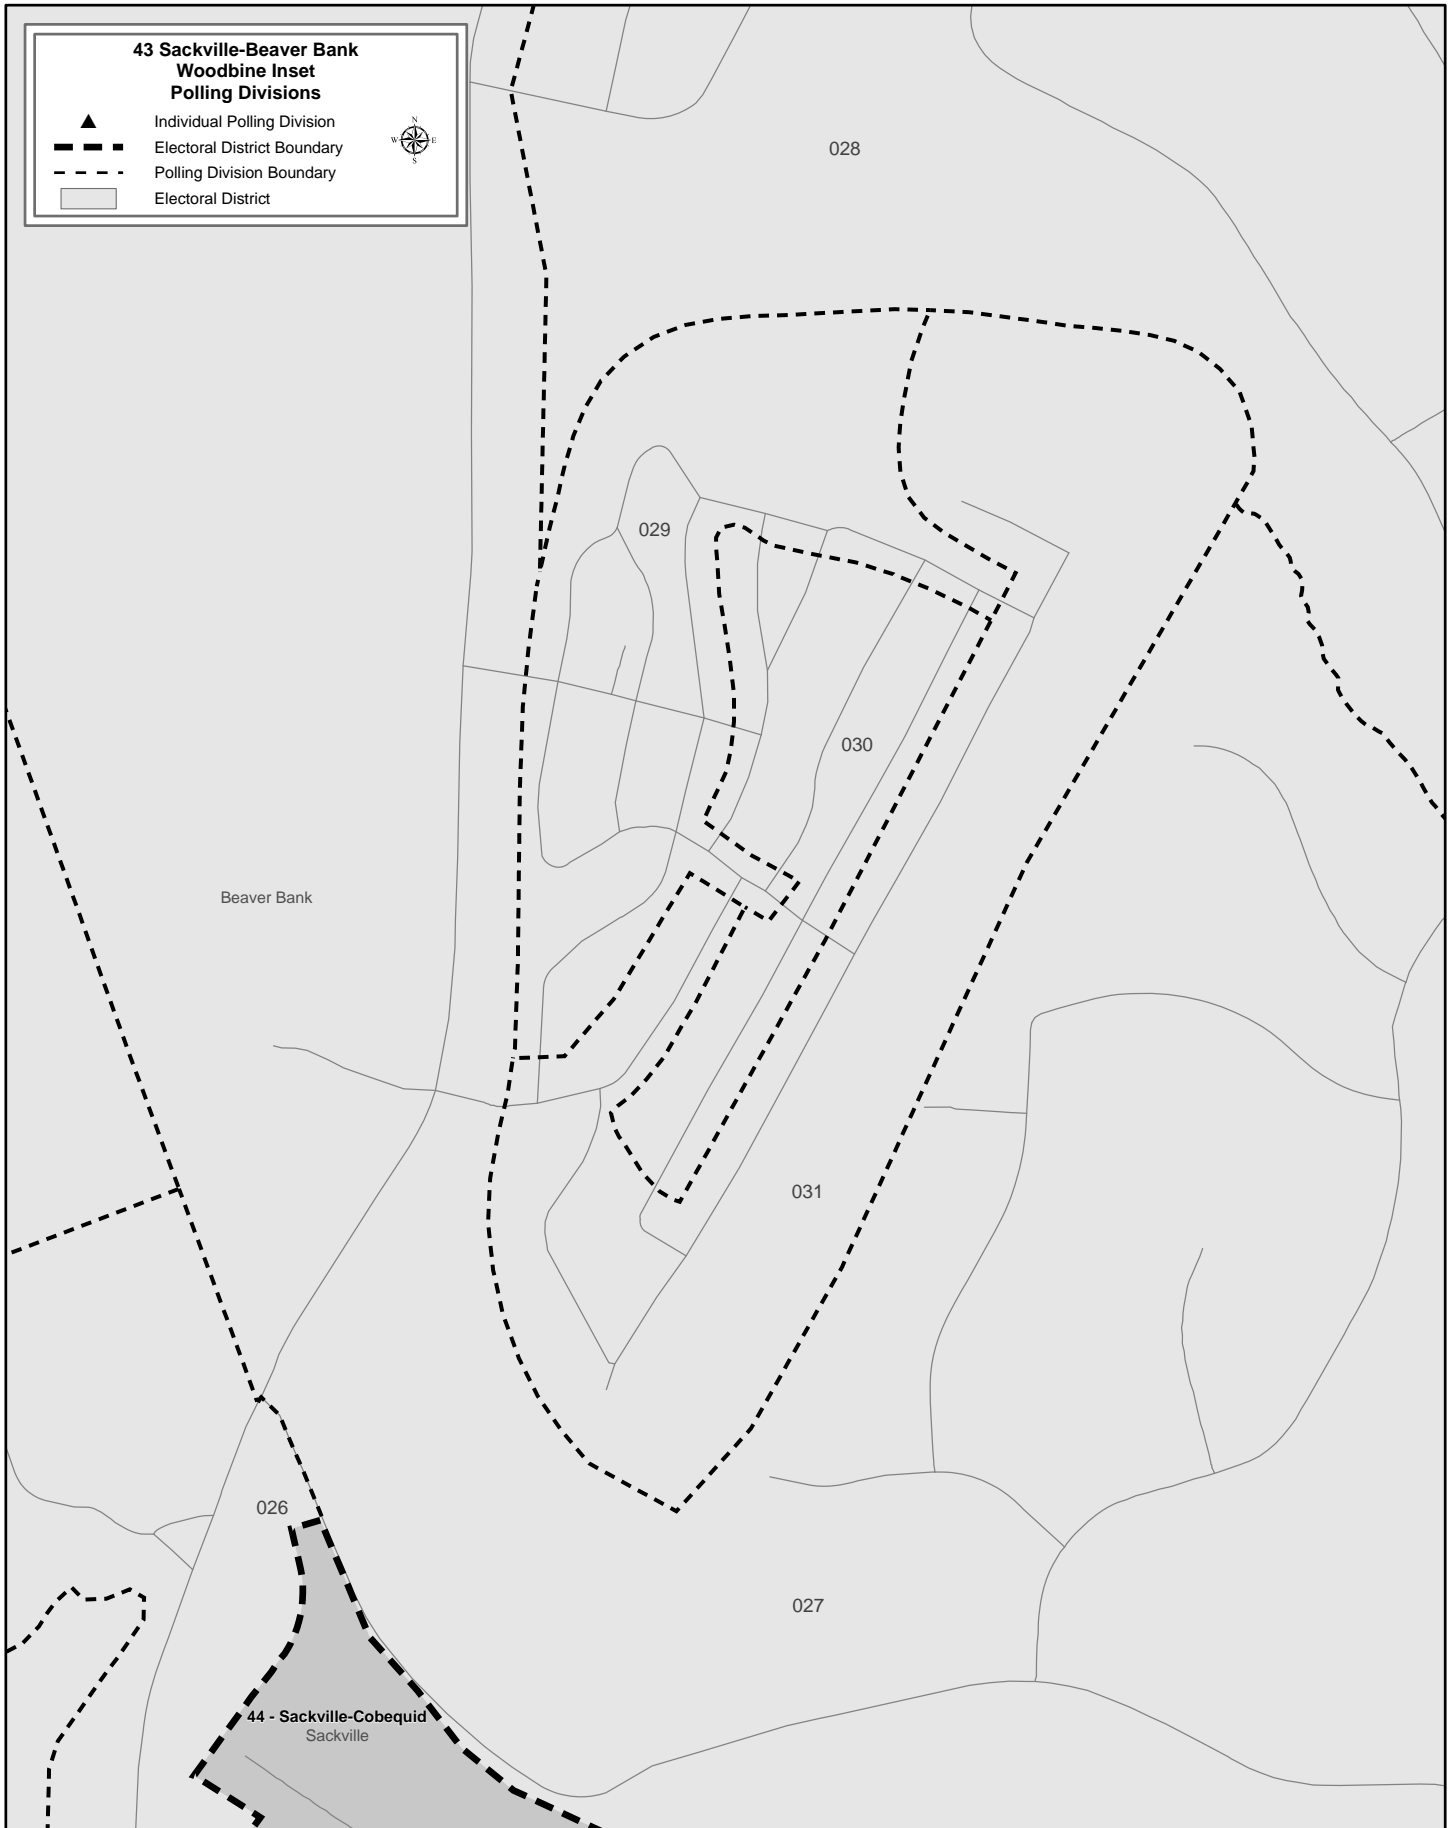 43 Sackville-Beaver Bank
Woodbine Inset
Polling Divisions
Individual Polling Division
Electoral District Boundary
Polling Division Boundary
Electoral District
N
W E
S
028
029
030
Beaver Bank
031
026
027
44 - Sackville-Cobequid
Sackville